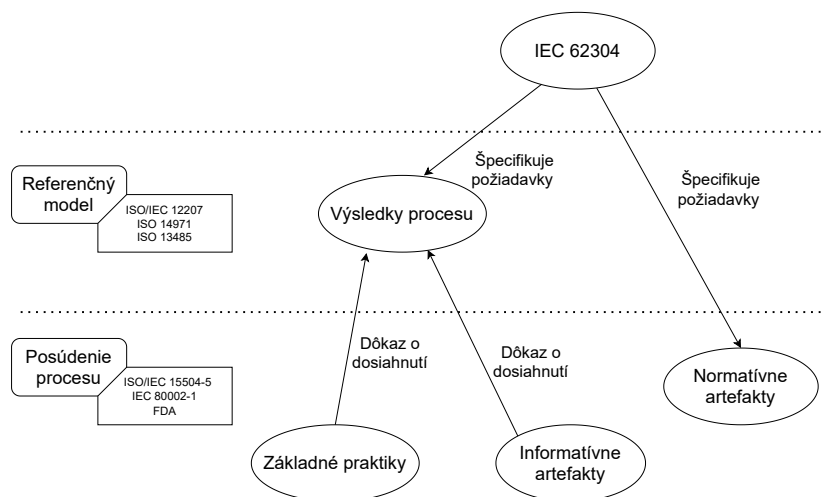 IEC 62304
Špecifikuje
požiadavky
Špecifikuje
požiadavky
Referenčný
model
ISO/IEC 12207
ISO 14971
ISO 13485
Výsledky procesu
Dôkaz o
dosiahnutí
Dôkaz o
dosiahnutí
Posúdenie
procesu
ISO/IEC 15504-5
IEC 80002-1
FDA
Normatívne
artefakty
Základné praktiky
Informatívne
artefakty